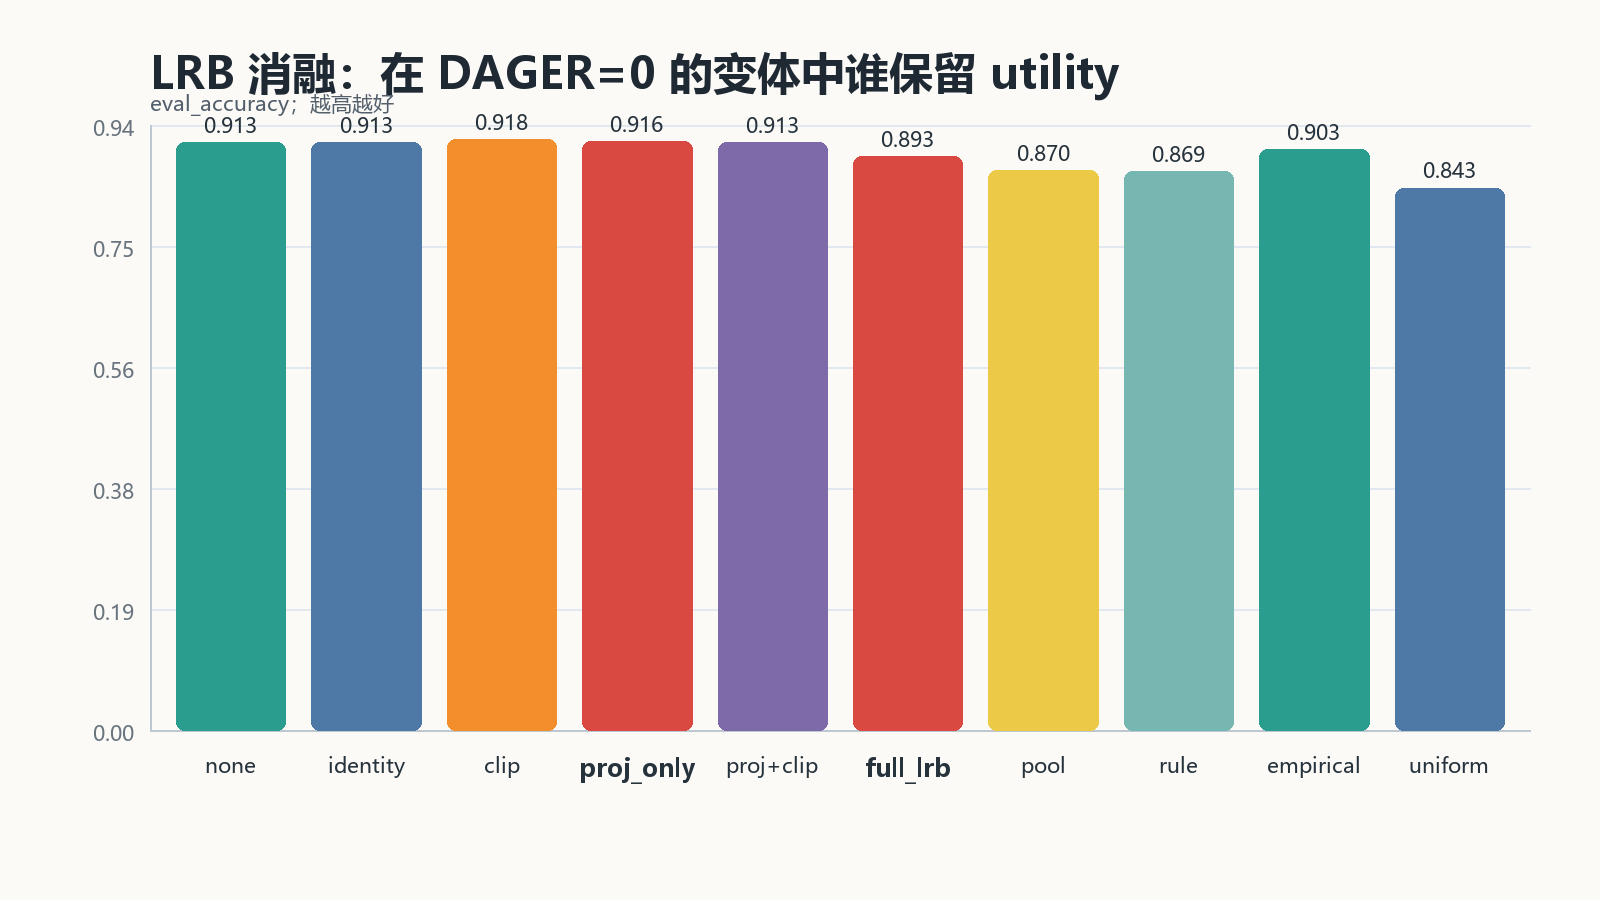 LRB 消融：在 DAGER=0 的变体中谁保留 utility
eval_accuracy；越高越好
0.913 0.913 0.918 0.916 0.913 0.893 0.870 0.869 0.903 0.843
0.94
0.75
0.56
0.38
0.19
0.00
none identity clip proj_only proj+clip full_lrb pool rule empirical uniform